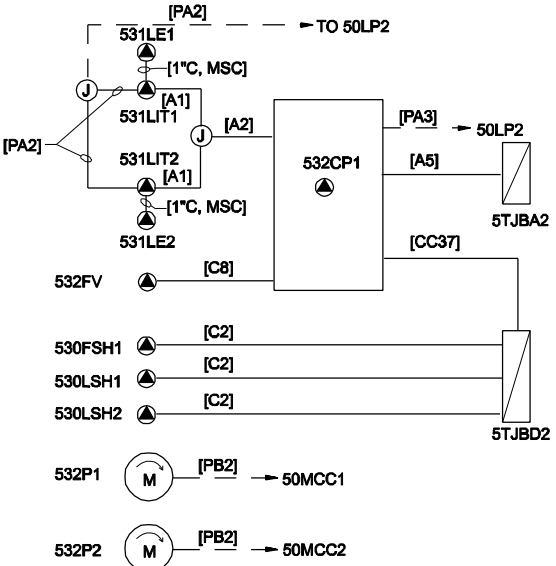 [PA2]
TO 50LP2
531LE1
[1"C, MSC]
J
[A1]
531LIT1
[PA2]
J
[A2]
[PA3]
50LP2
531LIT2
532CP1
[A5]
[A1]
[1"C, MSC]
5TJBA2
531LE2
[CC37]
532FV
[C8]
530FSH1
[C2]
530LSH1
[C2]
530LSH2
[C2]
5TJBD2
532P1
M
[PB2]
50MCC1
532P2
M
[PB2]
50MCC2